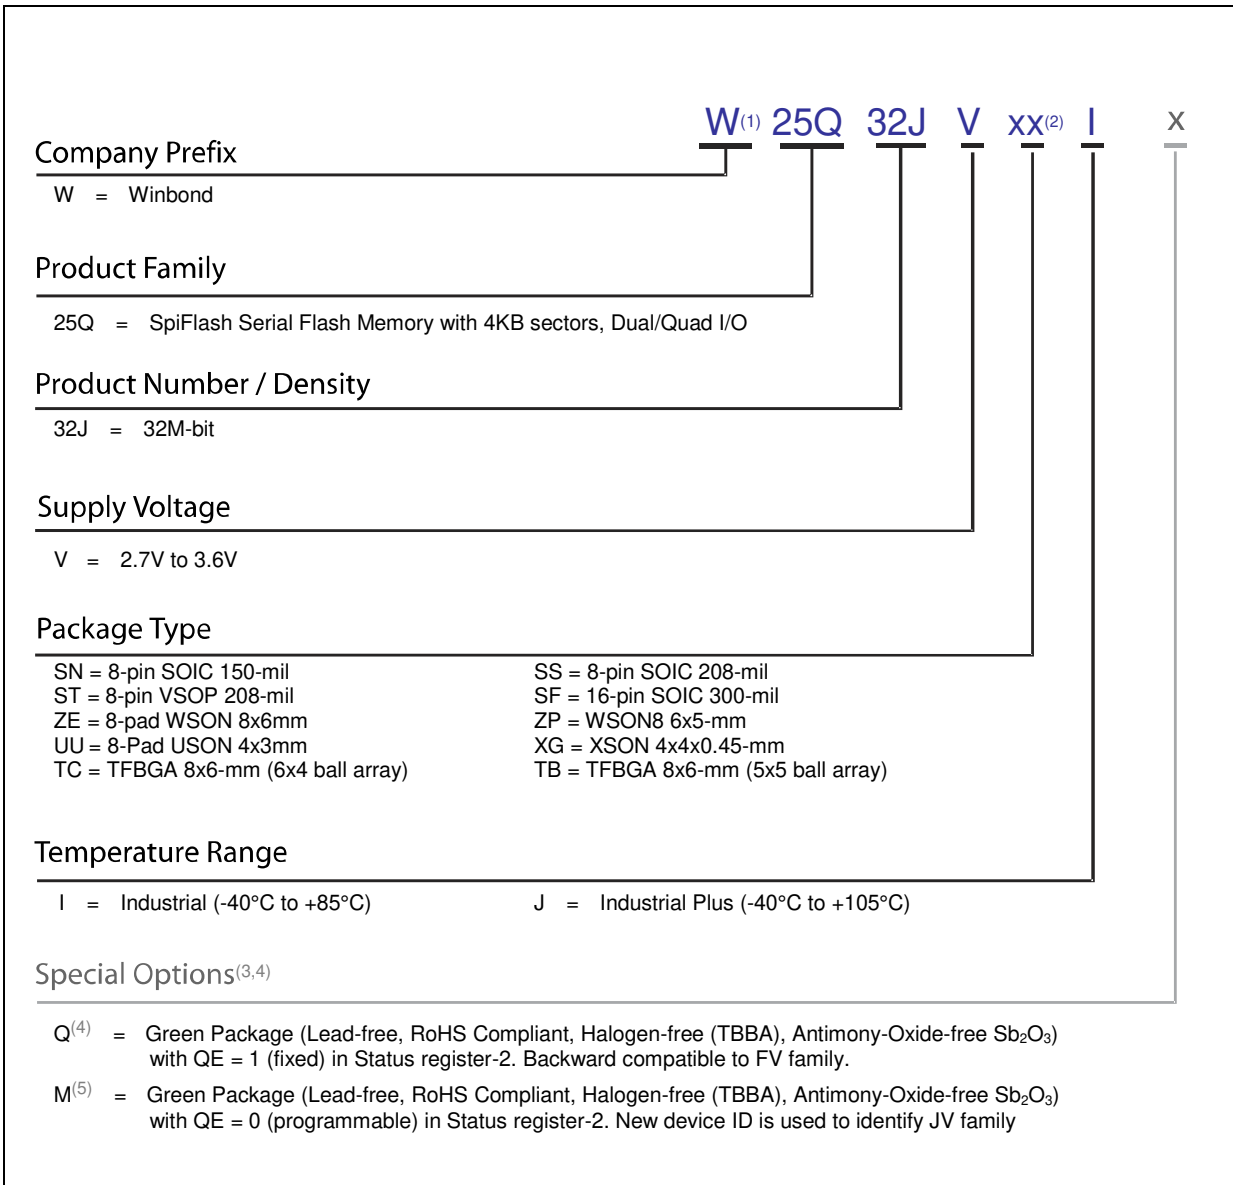 W(1) 25Q 32J V xx(2) I x
Company Prefix
W = Winbond
Product Family
25Q = SpiFlash Serial Flash Memory with 4KB sectors, Dual/Quad I/O
Product Number / Density
32J = 32M-bit
Supply Voltage
V = 2.7V to 3.6V
Package Type
SN = 8-pin SOIC 150-mil SS = 8-pin SOIC 208-mil
ST = 8-pin VSOP 208-mil SF = 16-pin SOIC 300-mil
ZE = 8-pad WSON 8x6mm ZP = WSON8 6x5-mm
UU = 8-Pad USON 4x3mm XG = XSON 4x4x0.45-mm
TC = TFBGA 8x6-mm (6x4 ball array) TB = TFBGA 8x6-mm (5x5 ball array)
Temperature Range
I = Industrial (-40°C to +85°C) J = Industrial Plus (-40°C to +105°C)
Special Options(3,4)
Q(4) = Green Package (Lead-free, RoHS Compliant, Halogen-free (TBBA), Antimony-Oxide-free Sb₂O₃)
with QE = 1 (fixed) in Status register-2. Backward compatible to FV family.
M(5) = Green Package (Lead-free, RoHS Compliant, Halogen-free (TBBA), Antimony-Oxide-free Sb₂O₃)
with QE = 0 (programmable) in Status register-2. New device ID is used to identify JV family